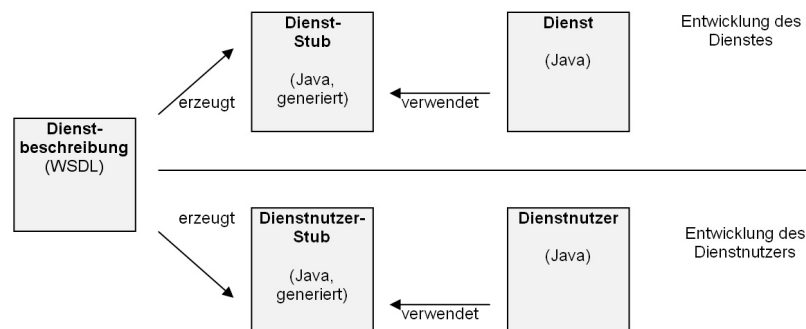 Dienst-
Stub
(Java,
generiert)
Dienst
(Java)
Entwicklung des
Dienstes
erzeugt
verwendet
Dienst-
beschreibung
(WSDL)
erzeugt
Dienstnutzer-
Stub
(Java,
generiert)
Dienstnutzer
(Java)
Entwicklung des
Dienstnutzers
verwendet